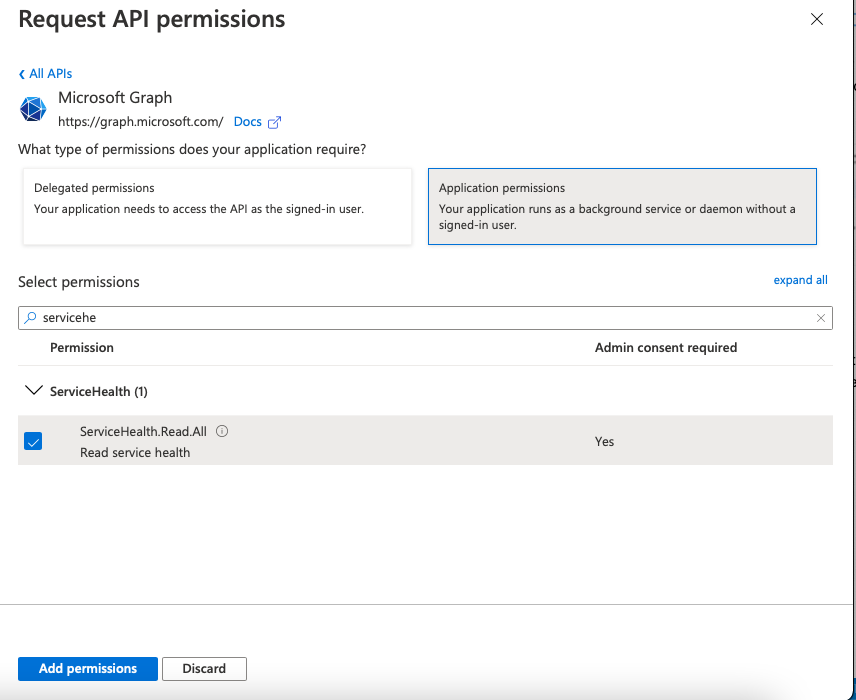 Request API permissions
All APIs
Microsoft Graph
https://graph.microsoft.com/ Docs
What type of permissions does your application require?
Delegated permissions
Your application needs to access the API as the signed-in user.
Application permissions
Your application runs as a background service or daemon without a
signed-in user.
Select permissions
expand all
servicehe
Permission
Admin consent required
ServiceHealth (1)
ServiceHealth.Read.All
Read service health
Yes
Add permissions
Discard